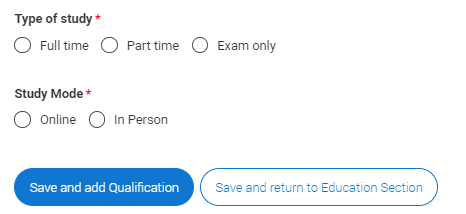 Type of study *
Full time Part time Exam only
Study Mode *
Online In Person
Save and add Qualification Save and return to Education Section